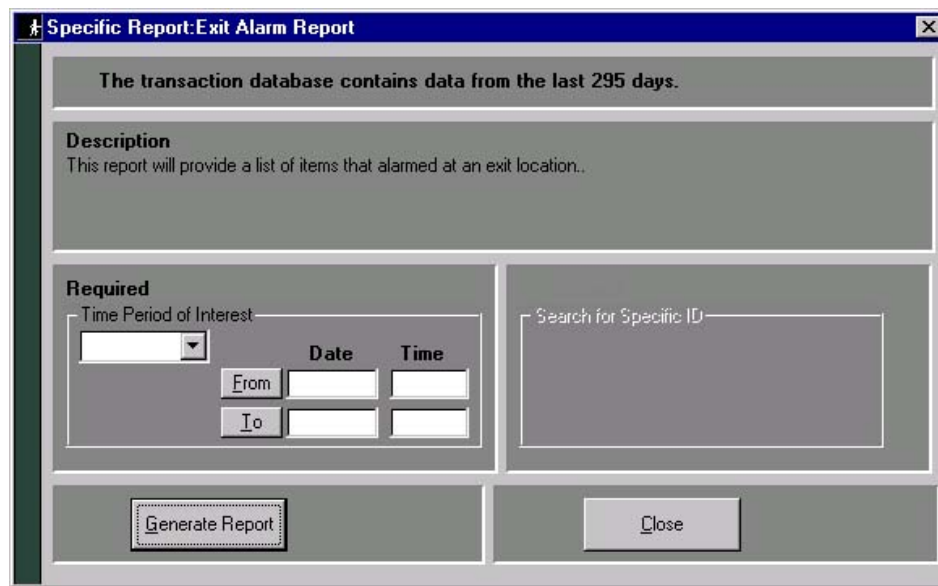 Specific Report:Exit Alarm Report
The transaction database contains data from the last 295 days.
Description
This report will provide a list of items that alarmed at an exit location..
Required
Time Period of Interest
Date Time
From
To
Search for Specific ID
Generate Report
Close